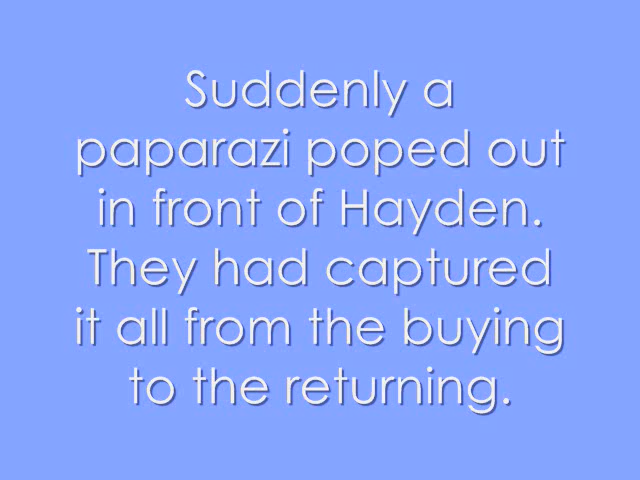 Suddenly a
paparazi poped out
in front of Hayden.
They had captured
it all from the buying
to the returning.